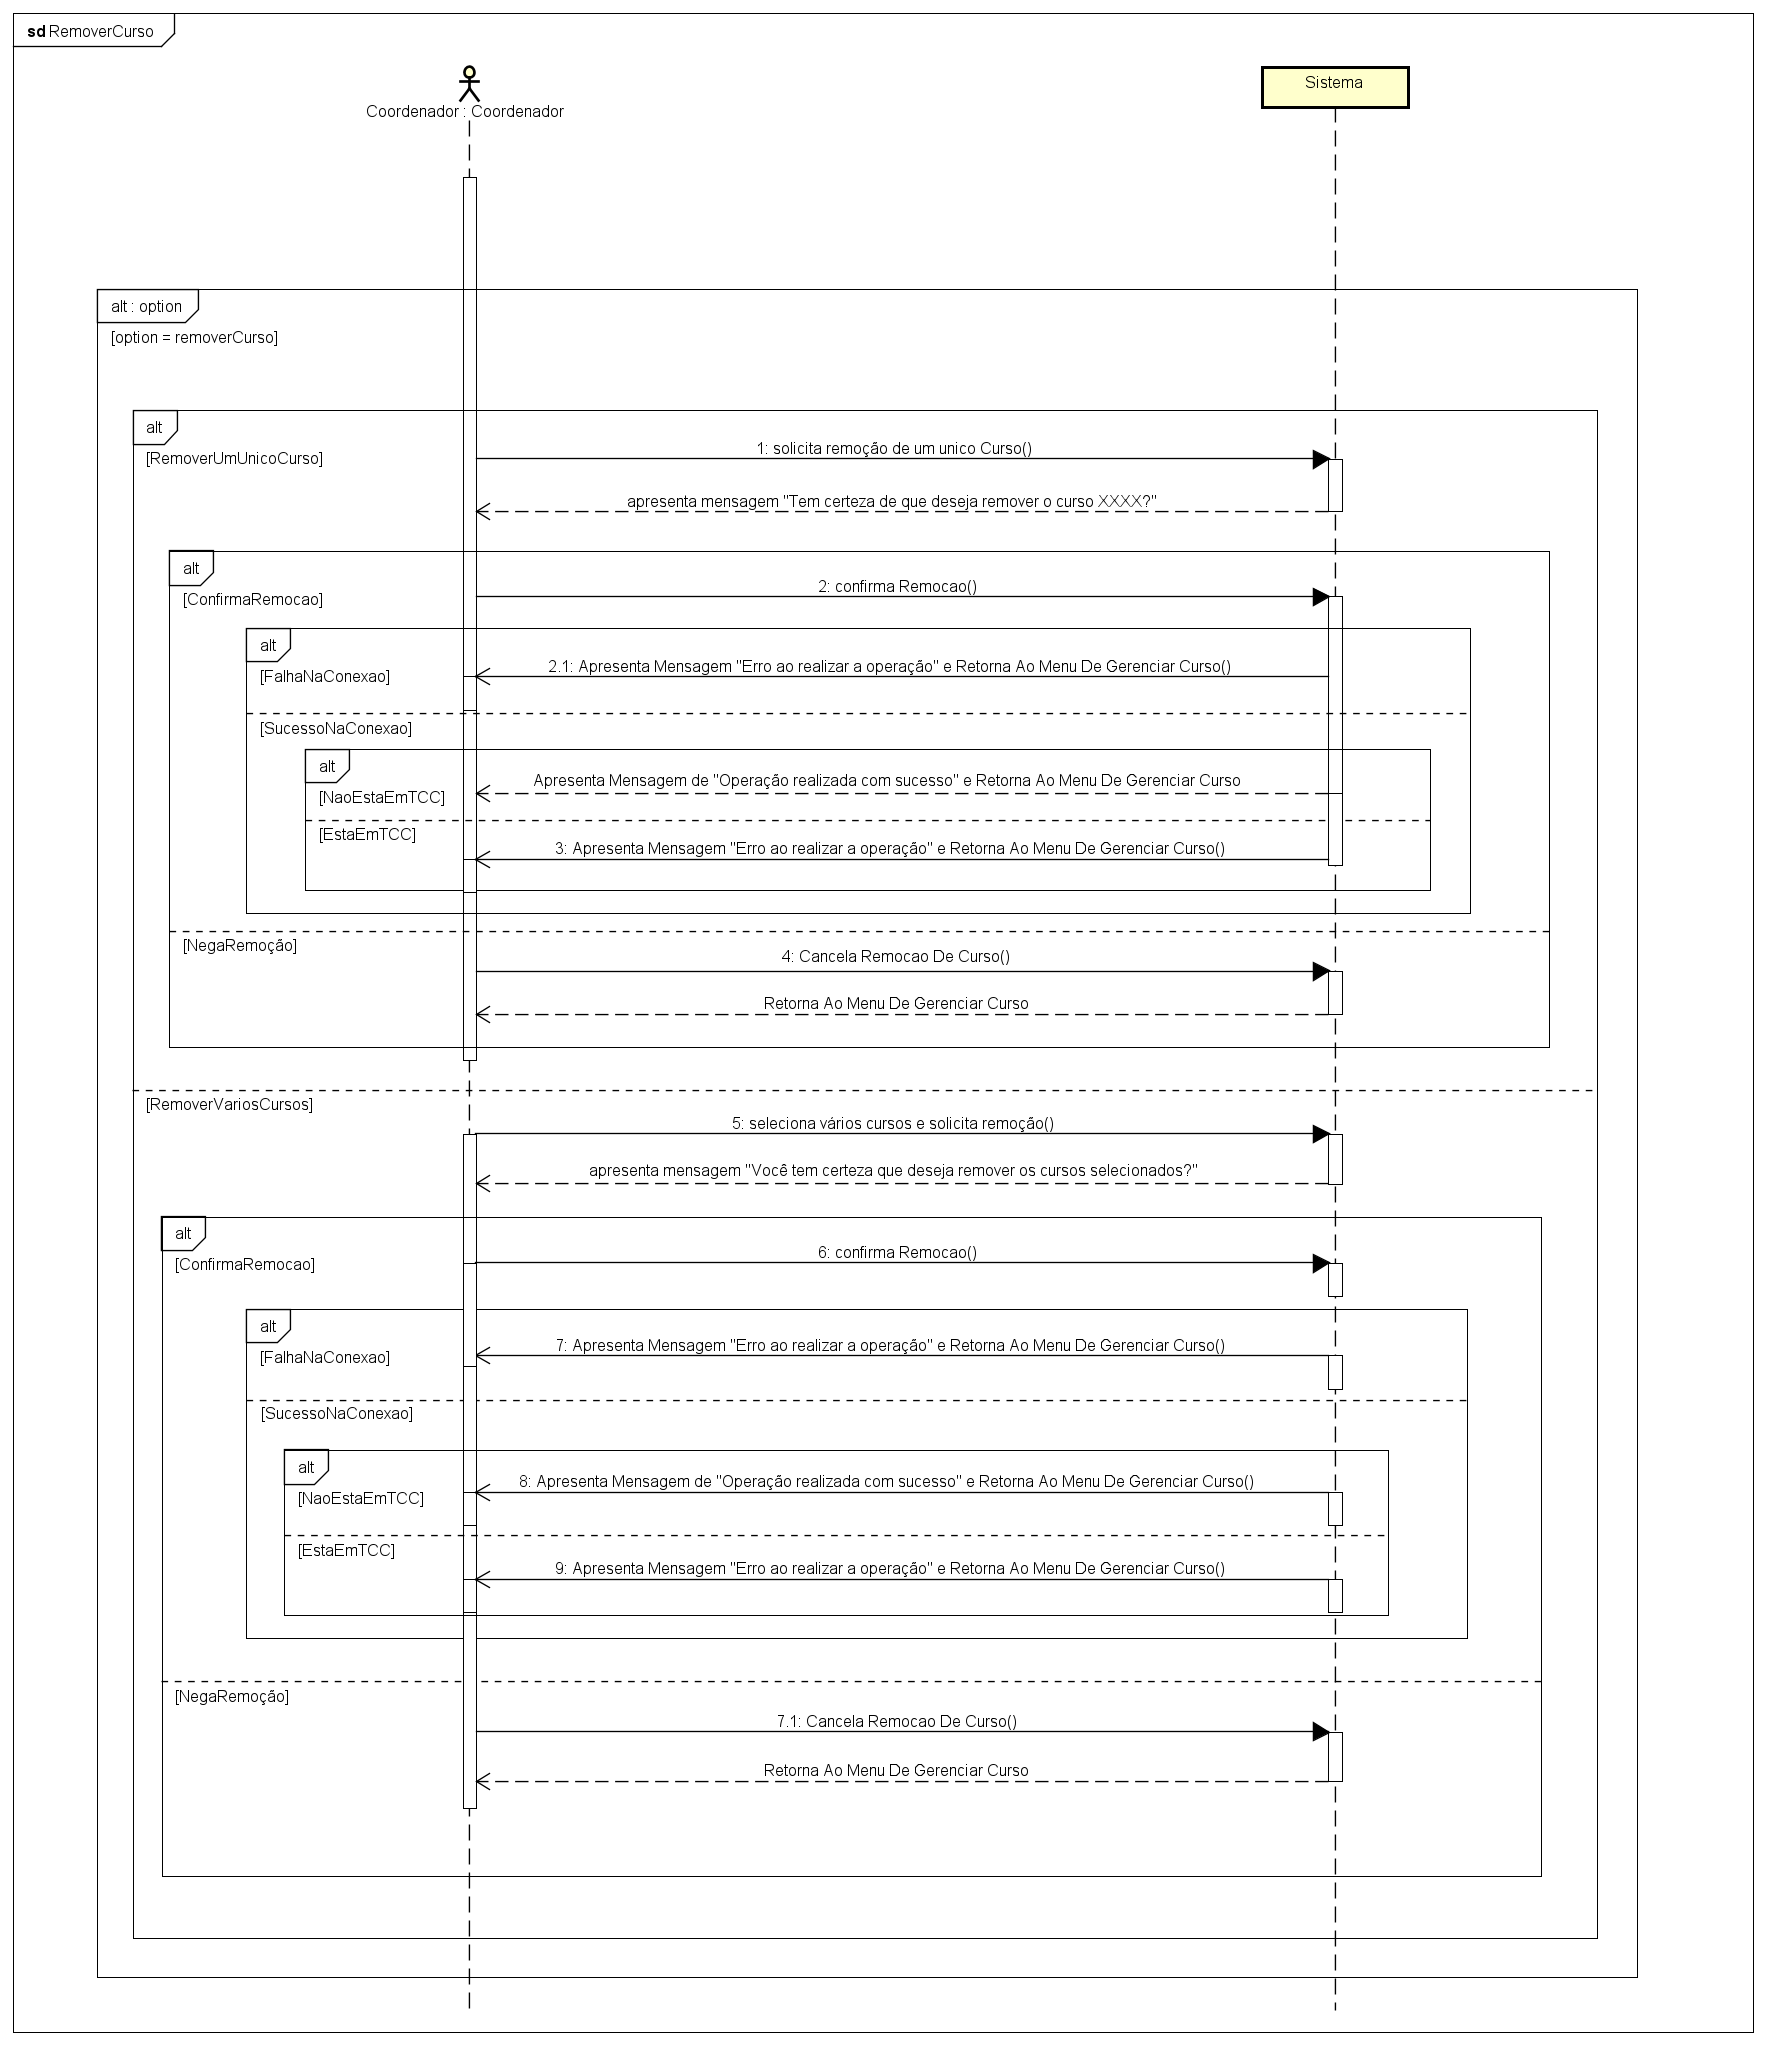 sd RemoverCurso
Coordenador : Coordenador
Sistema
alt : option
[option = removerCurso]
alt
[RemoverUmUnicoCurso]
1: solicita remoção de um unico Curso()
apresenta mensagem "Tem certeza de que deseja remover o curso XXXX?"
alt
[ConfirmaRemocao]
2: confirma Remocao()
alt
[FalhaNaConexao]
2.1: Apresenta Mensagem "Erro ao realizar a operação" e Retorna Ao Menu De Gerenciar Curso()
[SucessoNaConexao]
alt
[NaoEstaEmTCC]
Apresenta Mensagem de "Operação realizada com sucesso" e Retorna Ao Menu De Gerenciar Curso
[EstaEmTCC]
3: Apresenta Mensagem "Erro ao realizar a operação" e Retorna Ao Menu De Gerenciar Curso()
[NegaRemoção]
4: Cancela Remocao De Curso()
Retorna Ao Menu De Gerenciar Curso
[RemoverVariosCursos]
5: seleciona vários cursos e solicita remoção()
apresenta mensagem "Você tem certeza que deseja remover os cursos selecionados?"
alt
[ConfirmaRemocao]
6: confirma Remocao()
alt
[FalhaNaConexao]
7: Apresenta Mensagem "Erro ao realizar a operação" e Retorna Ao Menu De Gerenciar Curso()
[SucessoNaConexao]
alt
[NaoEstaEmTCC]
8: Apresenta Mensagem de "Operação realizada com sucesso" e Retorna Ao Menu De Gerenciar Curso()
[EstaEmTCC]
9: Apresenta Mensagem "Erro ao realizar a operação" e Retorna Ao Menu De Gerenciar Curso()
[NegaRemoção]
7.1: Cancela Remocao De Curso()
Retorna Ao Menu De Gerenciar Curso